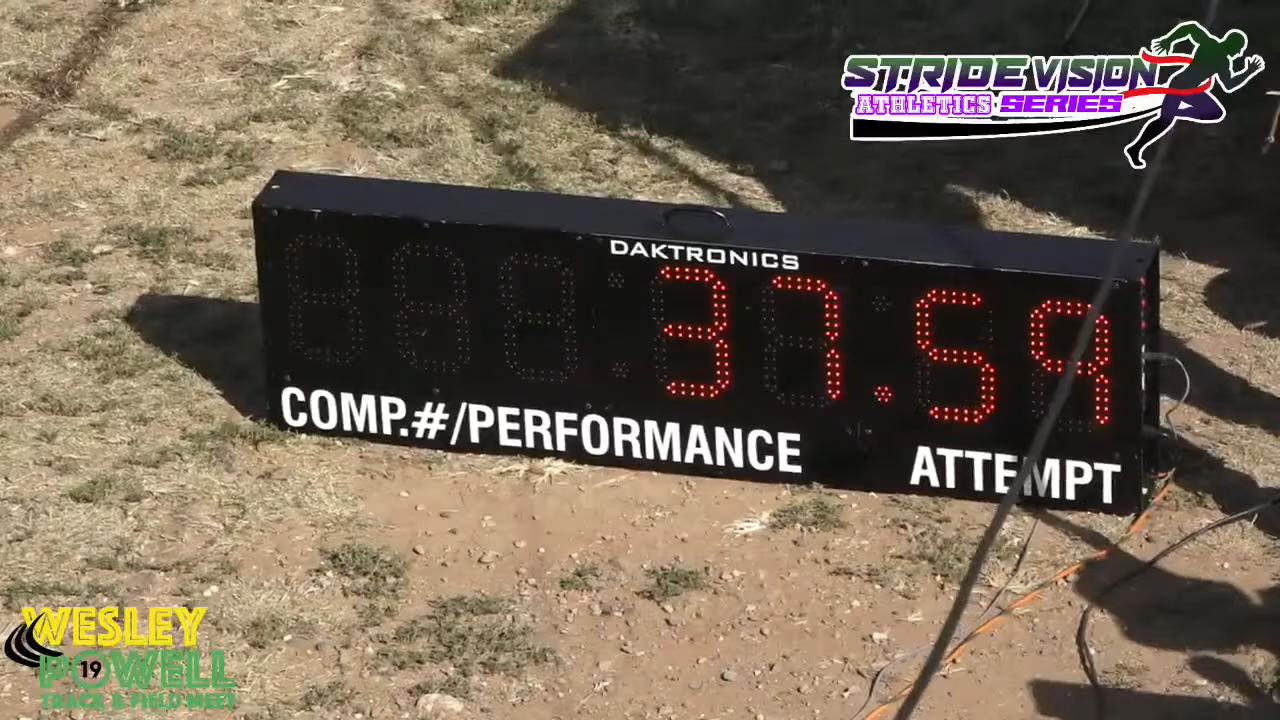 STRIDEVISION
ATHLETICS SERIES
DAKTRONICS
37.59
COMP.#/PERFORMANCE
ATTEMPT
WESLEY
POWELL
19
TRACK & FIELD MEET